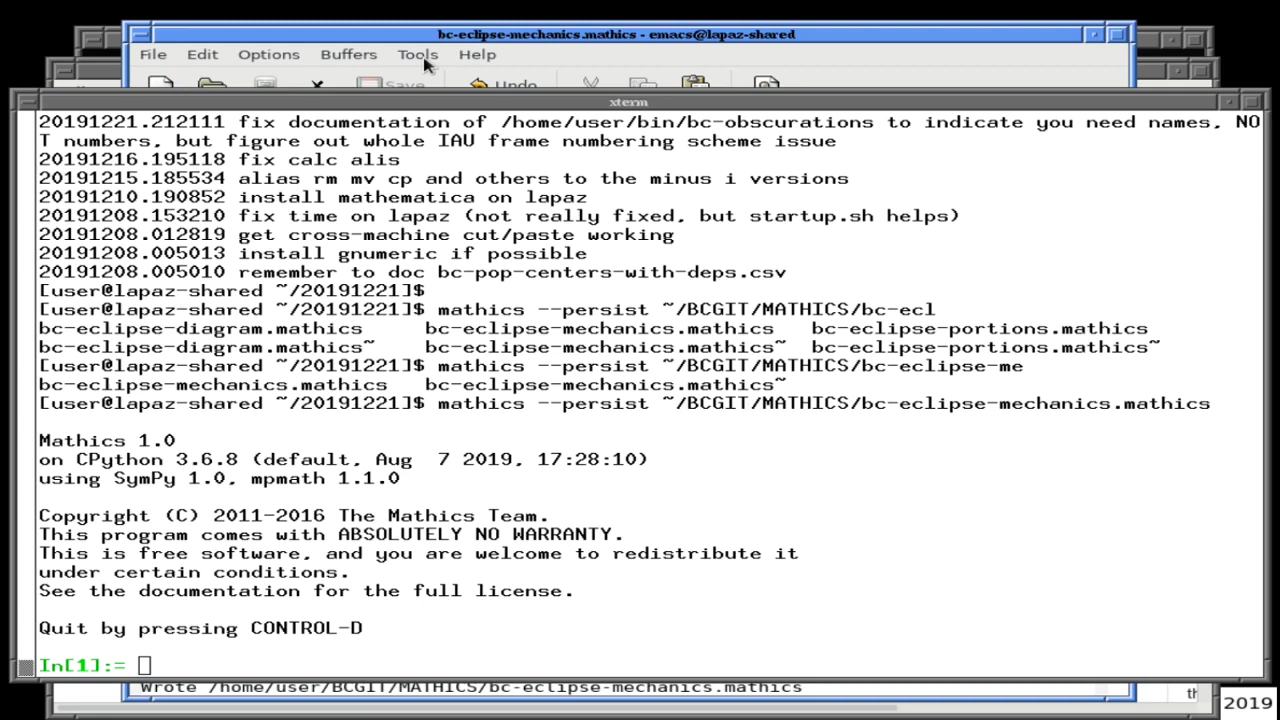 bc-eclipse-mechanics.mathics - emacs@lapaz-shared
File Edit Options Buffers Tools Help
Save Undo
xterm
20191221.212111 fix documentation of /home/user/bin/bc-obscurations to indicate you need names, NO
T numbers, but figure out whole IAU frame numbering scheme issue
20191216.195118 fix calc alis
20191215.185534 alias rm mv cp and others to the minus i versions
20191210.190852 install mathematica on lapaz
20191208.153210 fix time on lapaz (not really fixed, but startup.sh helps)
20191208.012819 get cross-machine cut/paste working
20191208.005013 install gnumeric if possible
20191208.005010 remember to doc bc-pop-centers-with-deps.csv
[user@lapaz-shared ~/20191221]$
[user@lapaz-shared ~/20191221]$ mathics --persist ~/BCGIT/MATHICS/bc-ecl
bc-eclipse-diagram.mathics bc-eclipse-mechanics.mathics bc-eclipse-portions.mathics
bc-eclipse-diagram.mathics~ bc-eclipse-mechanics.mathics~ bc-eclipse-portions.mathics~
[user@lapaz-shared ~/20191221]$ mathics --persist ~/BCGIT/MATHICS/bc-eclipse-me
bc-eclipse-mechanics.mathics bc-eclipse-mechanics.mathics~
[user@lapaz-shared ~/20191221]$ mathics --persist ~/BCGIT/MATHICS/bc-eclipse-mechanics.mathics
Mathics 1.0
on CPython 3.6.8 (default, Aug  7 2019, 17:28:10)
using SymPy 1.0, mpmath 1.1.0
Copyright (C) 2011-2016 The Mathics Team.
This program comes with ABSOLUTELY NO WARRANTY.
This is free software, and you are welcome to redistribute it
under certain conditions.
See the documentation for the full license.
Quit by pressing CONTROL-D
In[1]:=
Wrote /home/user/BCGIT/MATHICS/bc-eclipse-mechanics.mathics
2019